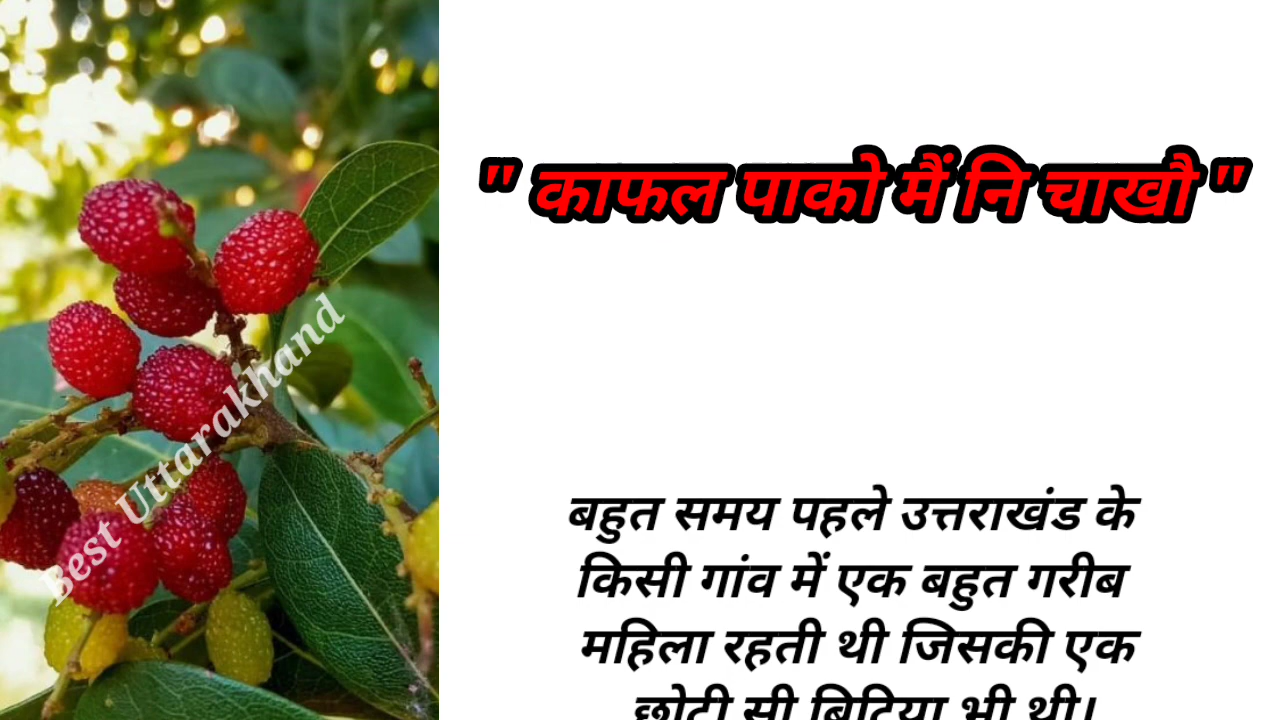 " काफल पाको मैं नि चाखौ "
Best Uttarakhand
बहुत समय पहले उत्तराखंड के
किसी गांव में एक बहुत गरीब
महिला रहती थी जिसकी एक
छोटी सी बिटिया भी थी।